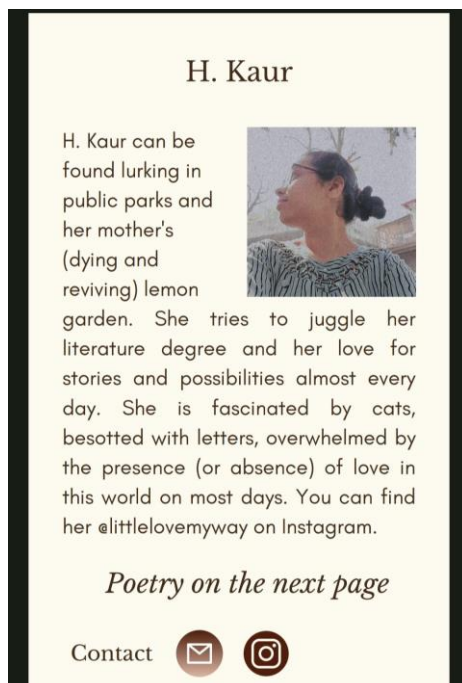 H. Kaur
H. Kaur can be
found lurking in
public parks and
her mother's
(dying and
reviving) lemon
garden. She tries to juggle her
literature degree and her love for
stories and possibilities almost every
day. She is fascinated by cats,
besotted with letters, overwhelmed by
the presence (or absence) of love in
this world on most days. You can find
her @littlelovemyway on Instagram.
Poetry on the next page
Contact